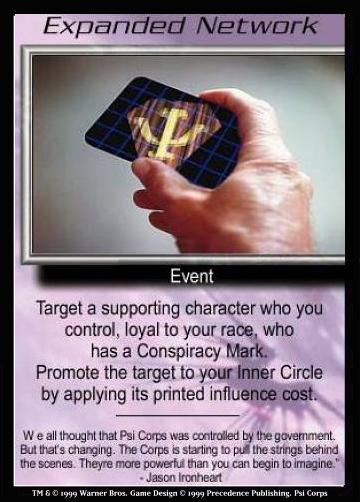 Expanded Network
Event
Target a supporting character who you
control, loyal to your race, who
has a Conspiracy Mark.
Promote the target to your Inner Circle
by applying its printed influence cost.
W e all thought that Psi Corps was controlled by the government.
But that's changing. The Corps is starting to pull the strings behind
the scenes. Theyre more powerful than you can begin to imagine."
- Jason Ironheart
TM & © 1999 Warner Bros. Game Design © 1999 Precedence Publishing. Psi Corps